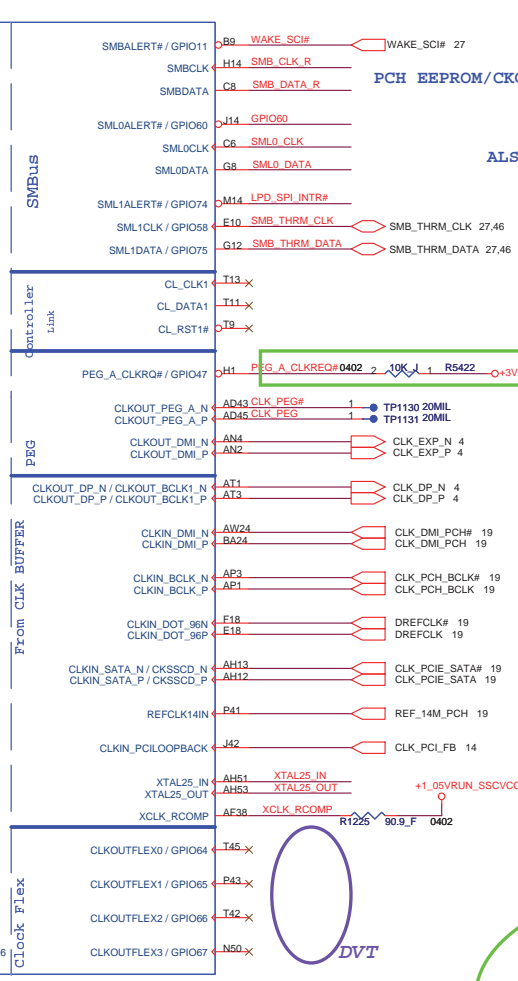 SMBus
SMBALERT# / GPIO11 B9 WAKE_SCI# WAKE_SCI# 27
SMBCLK H14 SMB_CLK_R
PCH EEPROM/CK
SMBDATA C8 SMB_DATA_R
SML0ALERT# / GPIO60 J14 GPIO60
SML0CLK C6 SML0_CLK
ALS
SML0DATA G8 SML0_DATA
SML1ALERT# / GPIO74 M14 LPD_SPI_INTR#
SML1CLK / GPIO58 E10 SMB_THRM_CLK SMB_THRM_CLK 27,46
SML1DATA / GPIO75 G12 SMB_THRM_DATA SMB_THRM_DATA 27,46
Controller
Link
CL_CLK1 T13
CL_DATA1 T11
CL_RST1# T9
PEG
PEG_A_CLKRQ# / GPIO47 H1 PEG_A_CLKREQ# 0402 2 10K_J 1 R5422 +3V
CLKOUT_PEG_A_N AD43 CLK_PEG# 1 TP1130 20MIL
CLKOUT_PEG_A_P AD45 CLK_PEG 1 TP1131 20MIL
CLKOUT_DMI_N AN4 CLK_EXP_N 4
CLKOUT_DMI_P AN2 CLK_EXP_P 4
From CLK BUFFER
CLKOUT_DP_N / CLKOUT_BCLK1_N AT1 CLK_DP_N 4
CLKOUT_DP_P / CLKOUT_BCLK1_P AT3 CLK_DP_P 4
CLKIN_DMI_N AW24 CLK_DMI_PCH# 19
CLKIN_DMI_P BA24 CLK_DMI_PCH 19
CLKIN_BCLK_N AP3 CLK_PCH_BCLK# 19
CLKIN_BCLK_P AP1 CLK_PCH_BCLK 19
CLKIN_DOT_96N F18 DREFCLK# 19
CLKIN_DOT_96P E18 DREFCLK 19
CLKIN_SATA_N / CKSSCD_N AH13 CLK_PCIE_SATA# 19
CLKIN_SATA_P / CKSSCD_P AH12 CLK_PCIE_SATA 19
REFCLK14IN P41 REF_14M_PCH 19
CLKIN_PCILOOPBACK J42 CLK_PCI_FB 14
XTAL25_IN AH51 XTAL25_IN
XTAL25_OUT AH53 XTAL25_OUT
+1_05VRUN_SSCVCC
XCLK_RCOMP AF38 XCLK_RCOMP R1225 90.9_F 0402
Clock Flex
CLKOUTFLEX0 / GPIO64 T45
CLKOUTFLEX1 / GPIO65 P43
CLKOUTFLEX2 / GPIO66 T42
CLKOUTFLEX3 / GPIO67 N50
DVT
6